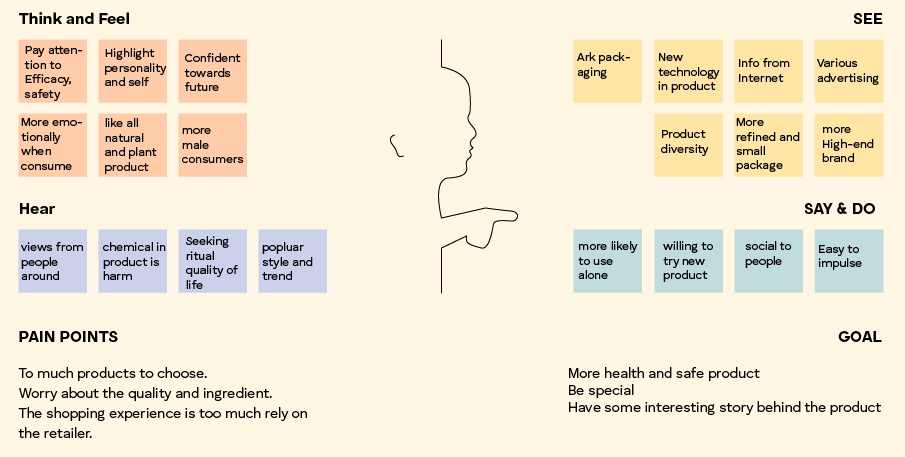 Think and Feel
Pay atten-
tion to
Efficacy,
safety
Highlight
personality
and self
Confident
towards
future
More emo-
tionally
when
consume
like all
natural
and plant
product
more
male
consumers
SEE
Ark pack-
aging
New
technology
in product
Info from
Internet
Various
advertising
Product
diversity
More
refined and
small
package
more
High-end
brand
Hear
views from
people
around
chemical in
product is
harm
Seeking
ritual
quality of
life
popluar
style and
trend
SAY & DO
more likely
to use
alone
willing to
try new
product
social to
people
Easy to
impulse
PAIN POINTS
To much products to choose.
Worry about the quality and ingredient.
The shopping experience is too much rely on
the retailer.
GOAL
More health and safe product
Be special
Have some interesting story behind the product